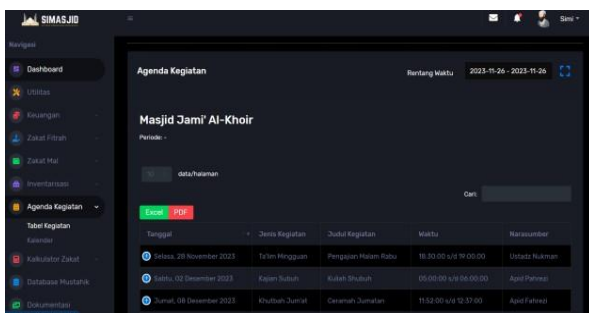 SIMASJID
Simi
Navigasi
Dashboard
Utilitas
Keuangan
Zakat Fitrah
Zakat Mal
Inventarisasi
Agenda Kegiatan
Tabel Kegiatan
Kalender
Kalkulator Zakat
Database Mustahik
Dokumentasi
Agenda Kegiatan
Rentang Waktu 2023-11-26 - 2023-11-26
Masjid Jami' Al-Khoir
Periode: -
10 data/halaman
Cari:
Excel PDF
Tanggal Jenis Kegiatan Judul Kegiatan Waktu Narasumber
Selasa, 28 November 2023 Ta'lim Mingguan Pengajian Malam Rabu 18:30:00 s/d 19:00:00 Ustadz Nukman
Sabtu, 02 Desember 2023 Kajian Subuh Kuliah Shubuh 05:00:00 s/d 06:00:00 Apid Pahrezi
Jumat, 08 Desember 2023 Khutbah Jum'at Ceramah Jumatan 11:52:00 s/d 12:37:00 Apid Fahrezi